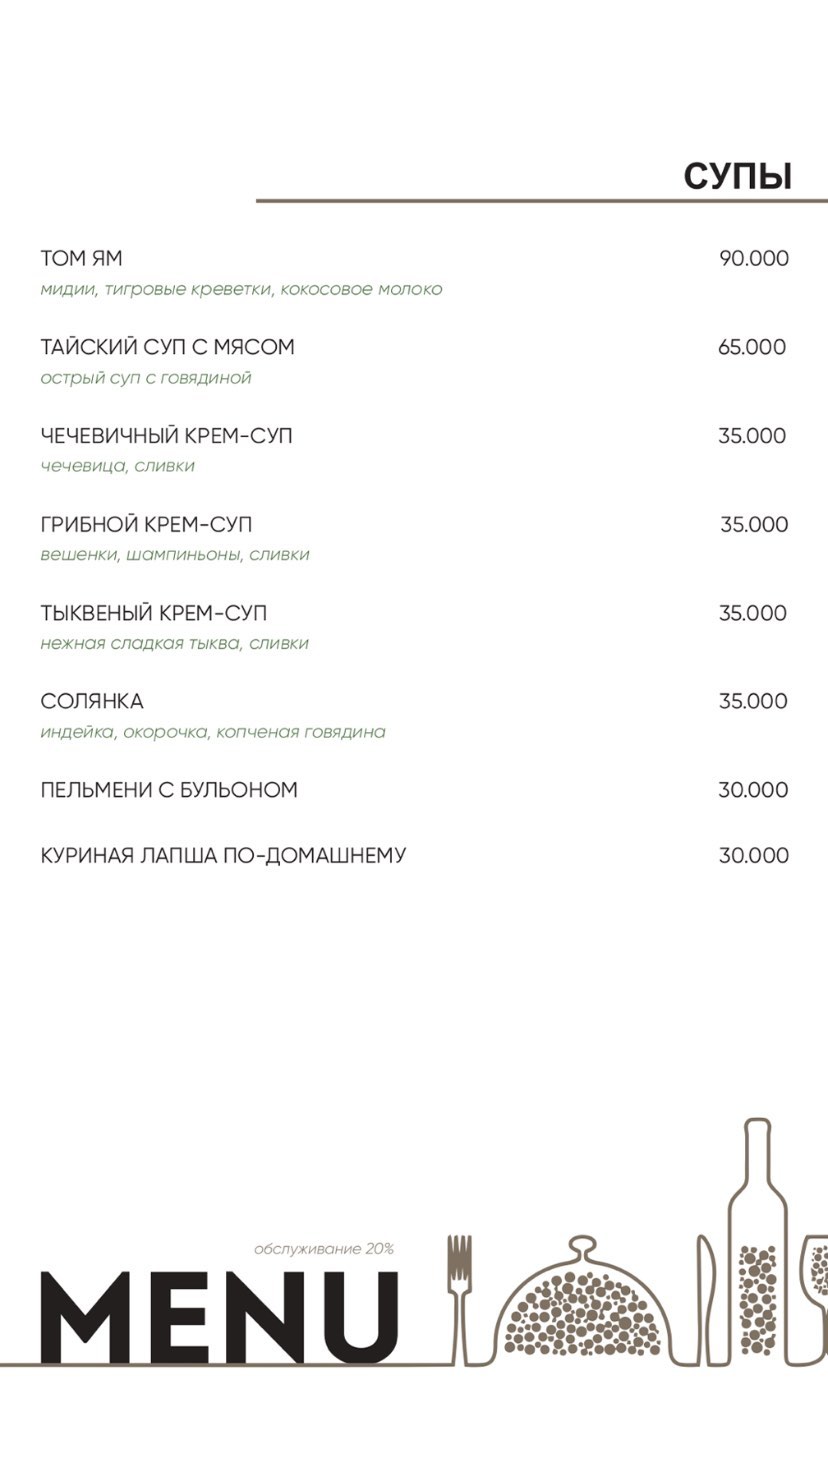 СУПЫ
ТОМ ЯМ 90.000
мидии, тигровые креветки, кокосовое молоко
ТАЙСКИЙ СУП С МЯСОМ 65.000
острый суп с говядиной
ЧЕЧЕВИЧНЫЙ КРЕМ-СУП 35.000
чечевица, сливки
ГРИБНОЙ КРЕМ-СУП 35.000
вешенки, шампиньоны, сливки
ТЫКВЕНЫЙ КРЕМ-СУП 35.000
нежная сладкая тыква, сливки
СОЛЯНКА 35.000
индейка, окорочка, копченая говядина
ПЕЛЬМЕНИ С БУЛЬОНОМ 30.000
КУРИНАЯ ЛАПША ПО-ДОМАШНЕМУ 30.000
обслуживание 20%
MENU